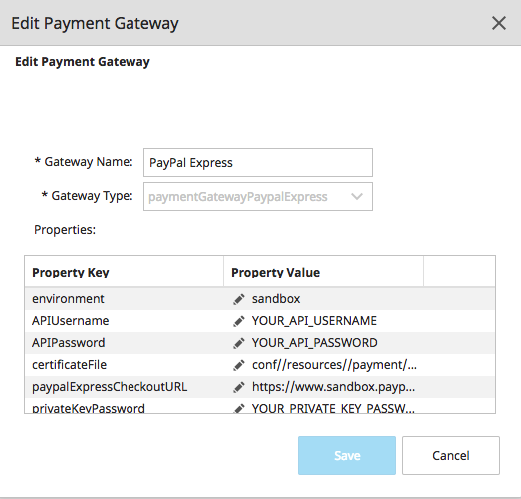 Edit Payment Gateway
Edit Payment Gateway
* Gateway Name: PayPal Express
* Gateway Type: paymentGatewayPaypalExpress
Properties:
Property Key Property Value
environment sandbox
APIUsername YOUR_API_USERNAME
APIPassword YOUR_API_PASSWORD
certificateFile conf//resources//payment/...
paypalExpressCheckoutURL https://www.sandbox.payp...
privateKeyPassword YOUR_PRIVATE_KEY_PASSW...
Save Cancel